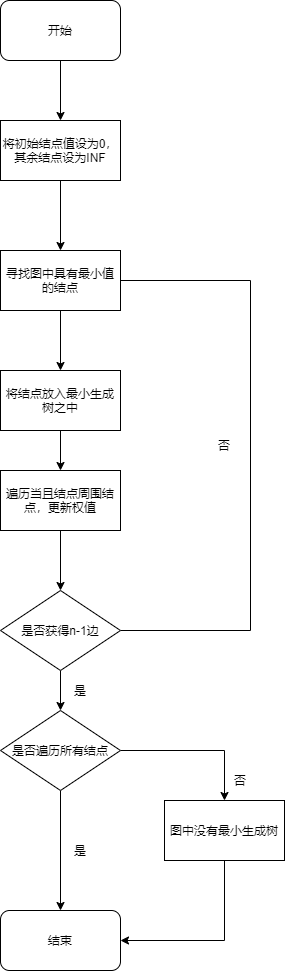 开始
将初始结点值设为0，
其余结点设为INF
寻找图中具有最小值
的结点
将结点放入最小生成
树之中
否
遍历当且结点周围结
点，更新权值
是否获得n-1边
是
是否遍历所有结点
否
图中没有最小生成树
是
结束